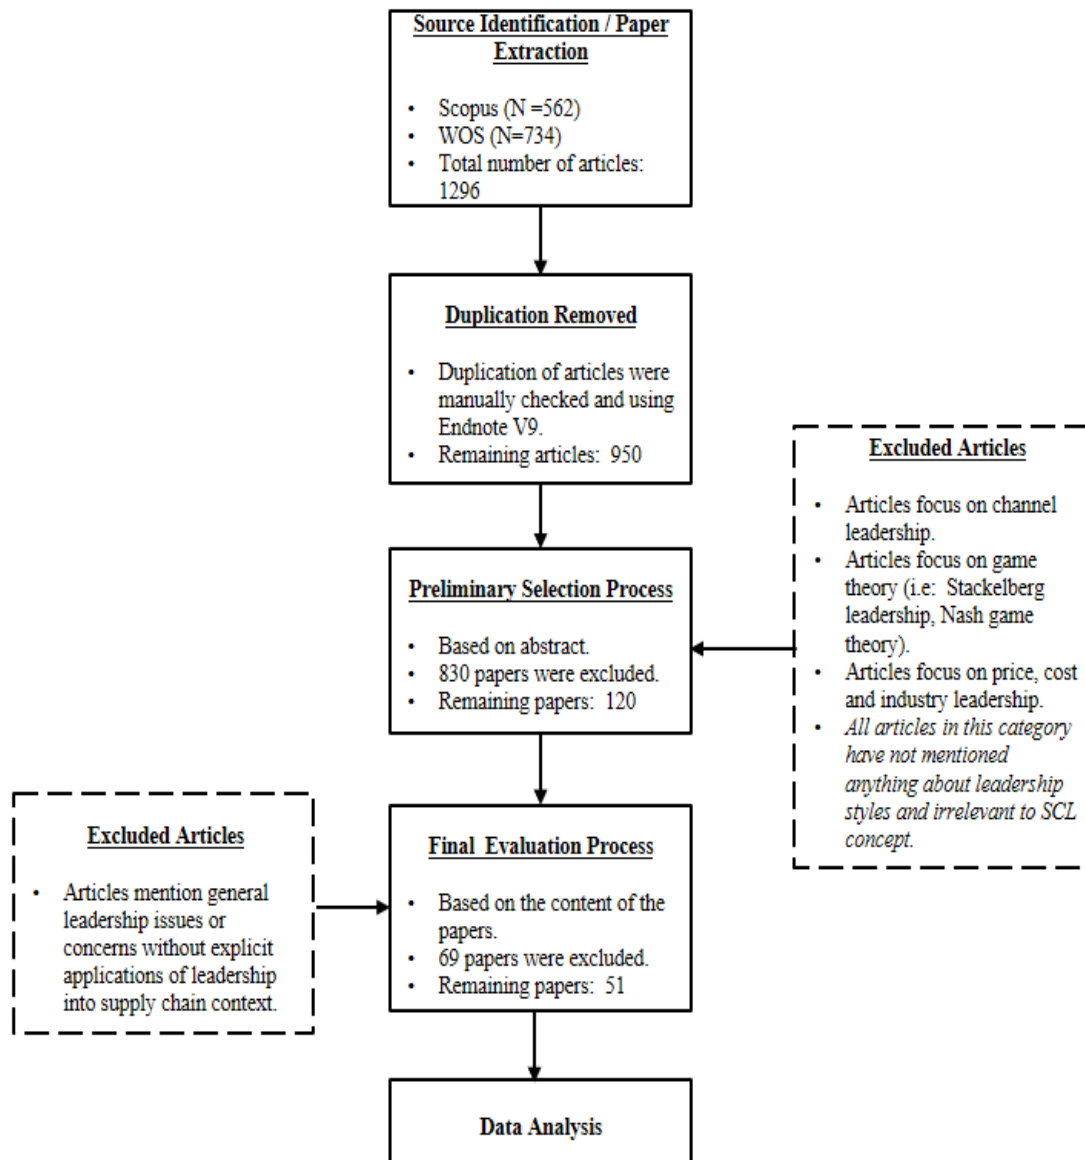 Source Identification / Paper
Extraction
• Scopus (N =562)
• WOS (N=734)
• Total number of articles:
1296
Duplication Removed
• Duplication of articles were
manually checked and using
Endnote V9.
• Remaining articles: 950
Excluded Articles
• Articles focus on channel
leadership.
• Articles focus on game
theory (i.e: Stackelberg
leadership, Nash game
theory).
• Articles focus on price, cost
and industry leadership.
• All articles in this category
have not mentioned
anything about leadership
styles and irrelevant to SCL
concept.
Preliminary Selection Process
• Based on abstract.
• 830 papers were excluded.
• Remaining papers: 120
Excluded Articles
• Articles mention general
leadership issues or
concerns without explicit
applications of leadership
into supply chain context.
Final Evaluation Process
• Based on the content of the
papers.
• 69 papers were excluded.
• Remaining papers: 51
Data Analysis